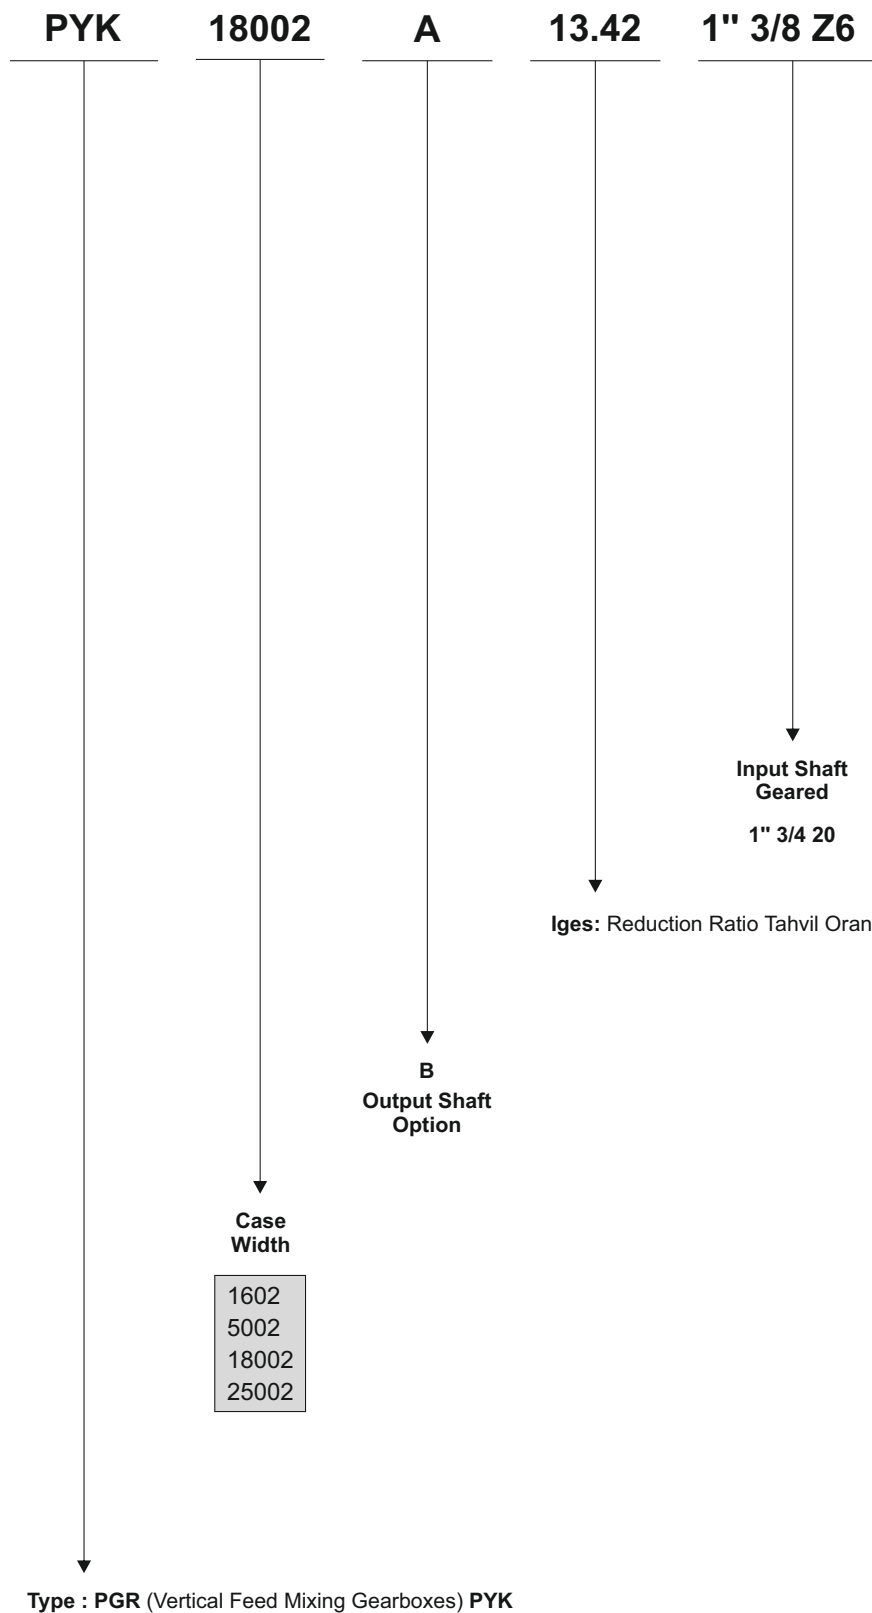 PYK 18002 A 13.42 1" 3/8 Z6
Input Shaft
Geared
1" 3/4 20
Iges: Reduction Ratio Tahvil Oran
B
Output Shaft
Option
Case
Width
1602
5002
18002
25002
Type : PGR (Vertical Feed Mixing Gearboxes) PYK